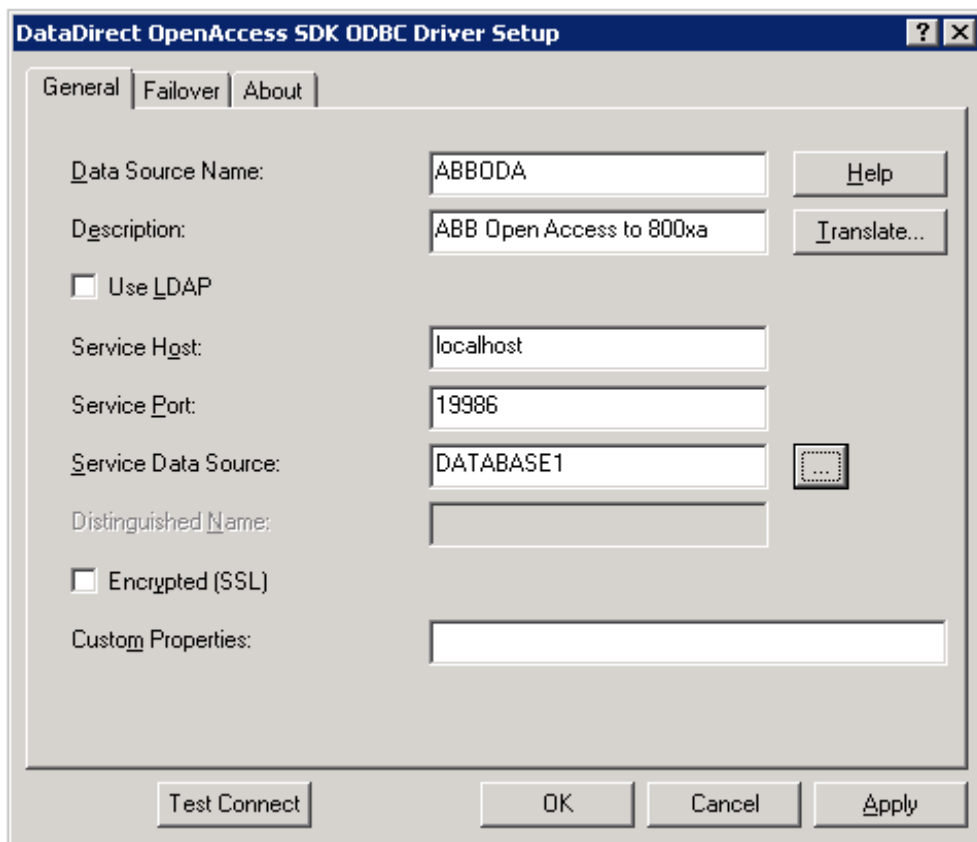 DataDirect OpenAccess SDK ODBC Driver Setup
General Failover About
Data Source Name: ABBODA Help
Description: ABB Open Access to 800xa Translate...
Use LDAP
Service Host: localhost
Service Port: 19986
Service Data Source: DATABASE1 ...
Distinguished Name:
Encrypted (SSL)
Custom Properties:
Test Connect OK Cancel Apply